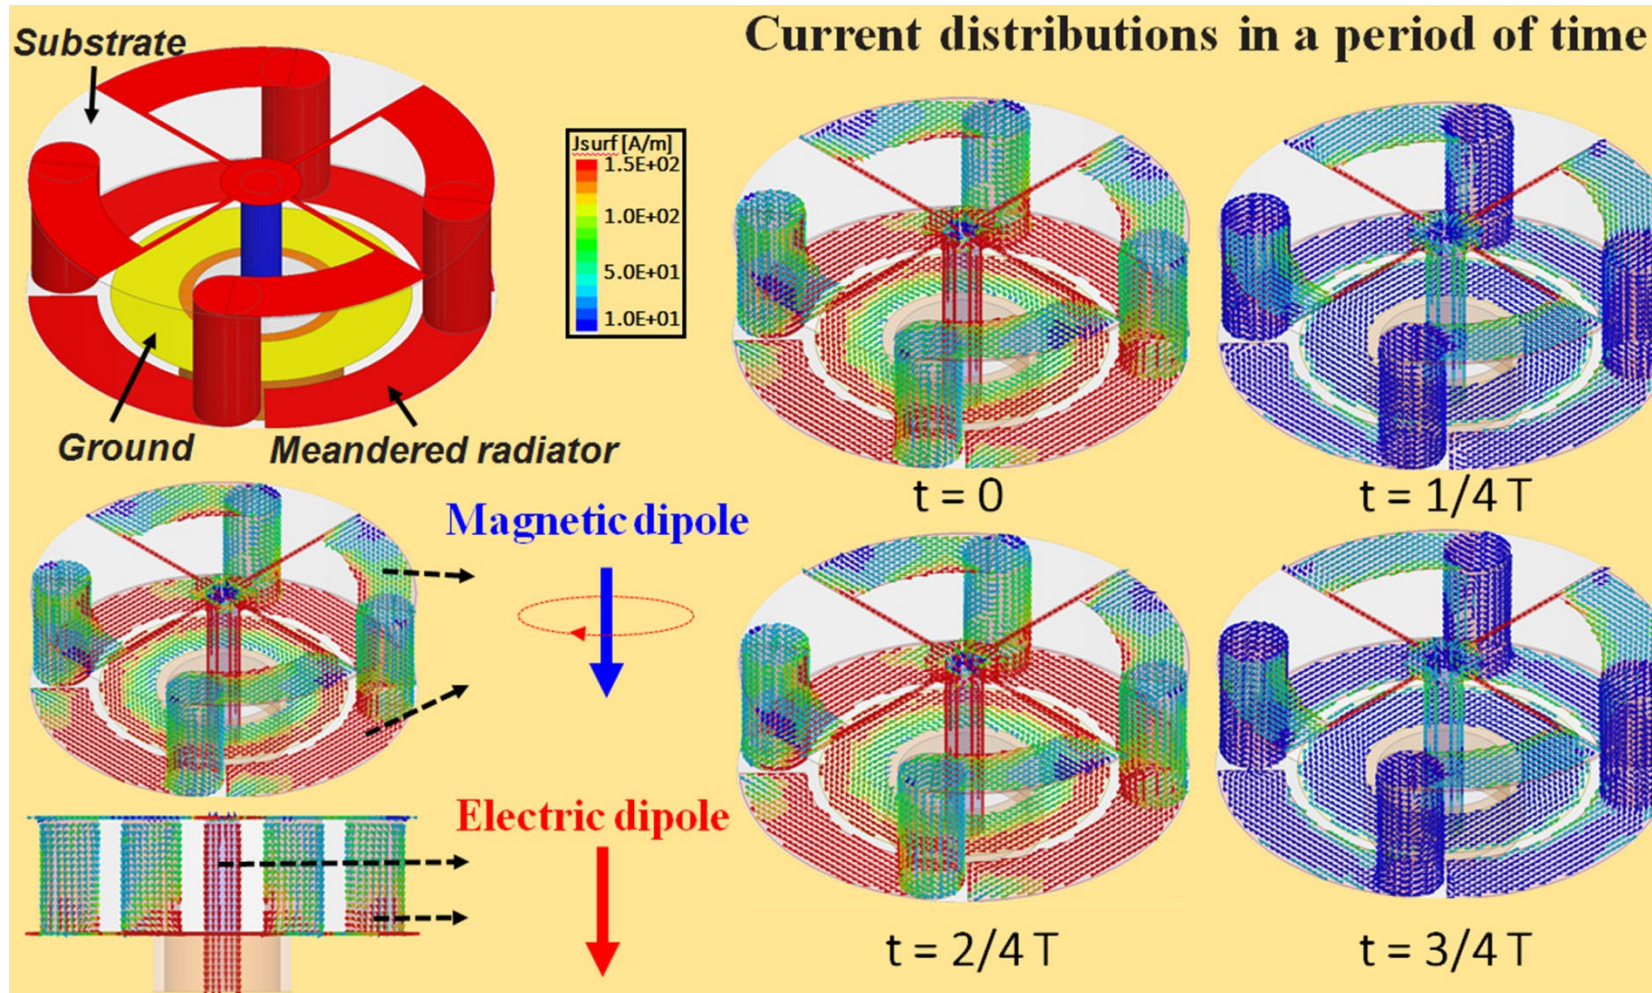 Current distributions in a period of time
Substrate
Jsurf [A/m]
1.5E+02
1.0E+02
5.0E+01
1.0E+01
Ground
Meandered radiator
t = 0
t = 1/4 T
Magnetic dipole
Electric dipole
t = 2/4 T
t = 3/4 T